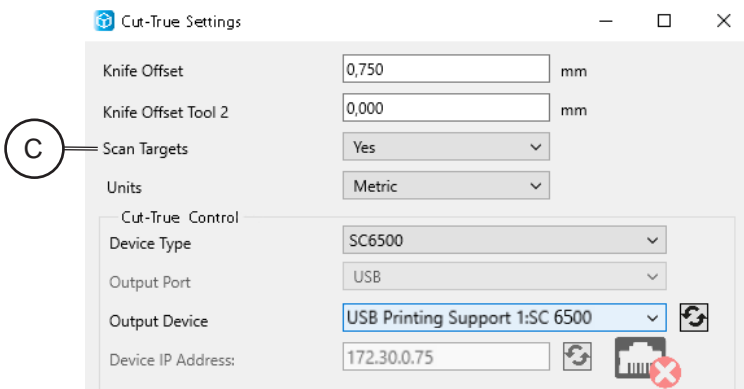 Cut-True Settings
Knife Offset 0,750 mm
Knife Offset Tool 2 0,000 mm
C Scan Targets Yes
Units Metric
Cut-True Control
Device Type SC6500
Output Port USB
Output Device USB Printing Support 1:SC 6500
Device IP Address: 172.30.0.75